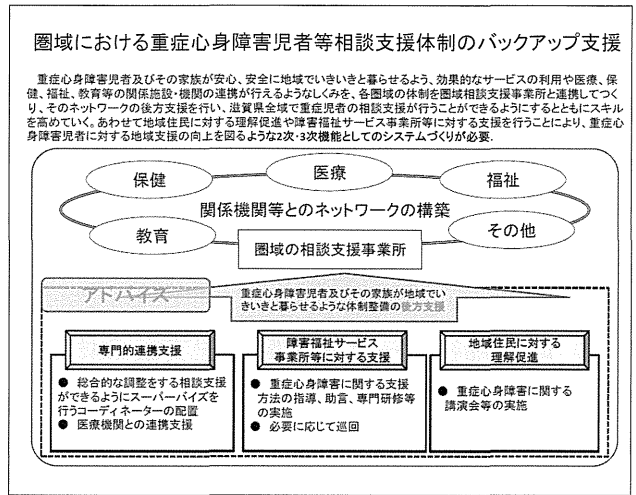 圏域における重症心身障害児者等相談支援体制のバックアップ支援
重症心身障害児者及びその家族が安心、安全に地域でいきいきと暮らせるよう、効果的なサービスの利用や医療、保
健、福祉、教育等の関係施設・機関の連携が行えるようなしくみを、各圏域の体制を圏域相談支援事業所と連携してつく
り、そのネットワークの後方支援を行い、滋賀県全域で重症児者の相談支援が行うことができるようにするとともにスキル
を高めていく。あわせて地域住民に対する理解促進や障害福祉サービス事業所等に対する支援を行うことにより、重症心
身障害児者に対する地域支援の向上を図るような2次・3次機能としてのシステムづくりが必要.
保健
医療
福祉
関係機関等とのネットワークの構築
教育
その他
圏域の相談支援事業所
アドバイズ
重症心身障害児者及びその家族が地域でい
きいきと暮らせるような体制整備の後方支援
専門的連携支援
● 総合的な調整をする相談支援
ができるようにスーパーバイズを
行うコーディネーターの配置
● 医療機関との連携支援
障害福祉サービス
事業所等に対する支援
● 重症心身障害に関する支援
方法の指導、助言、専門研修等
の実施
● 必要に応じて巡回
地域住民に対する
理解促進
● 重症心身障害に関する
講演会等の実施